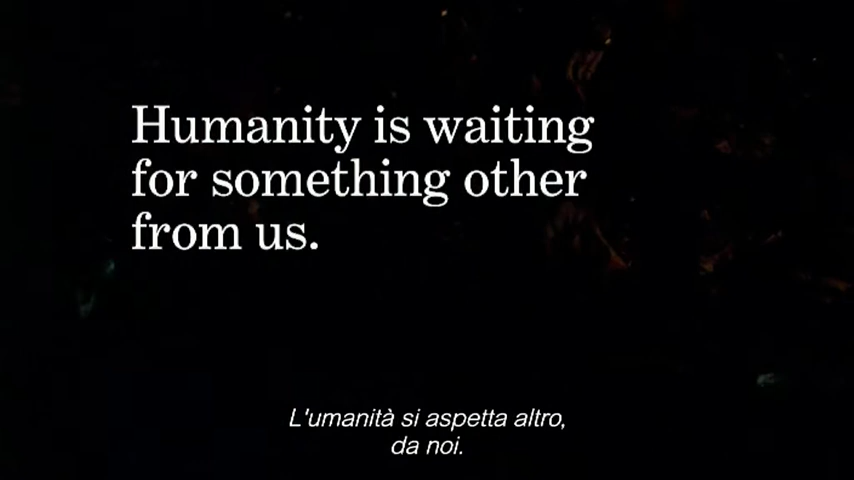 Humanity is waiting
for something other
from us.
L'umanità si aspetta altro,
da noi.